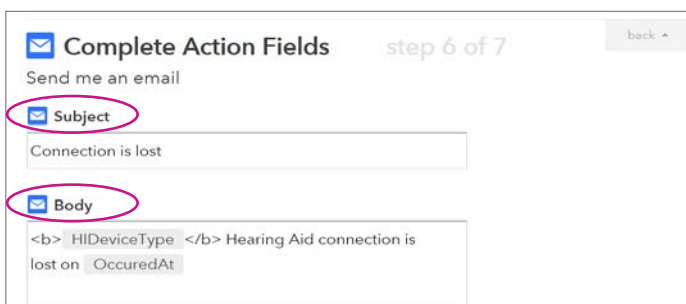 Complete Action Fields step 6 of 7 back
Send me an email
Subject
Connection is lost
Body
<b> HIDeviceType </b> Hearing Aid connection is
lost on OccuredAt